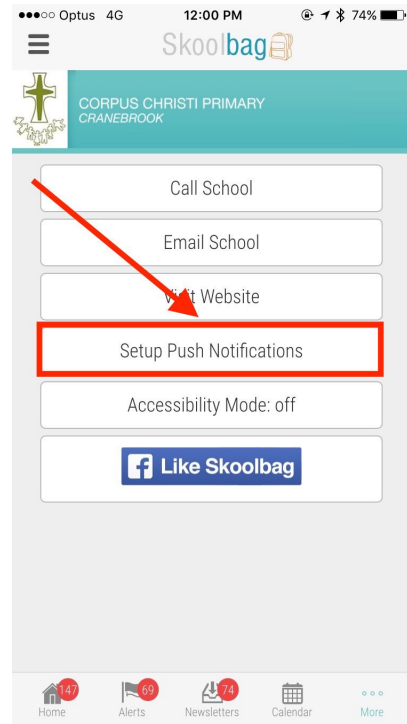 Optus 4G 12:00 PM 74%
Skoolbag
CORPUS CHRISTI PRIMARY
CRANEBROOK
Call School
Email School
Visit Website
Setup Push Notifications
Accessibility Mode: off
f Like Skoolbag
147 69 74
Home Alerts Newsletters Calendar More